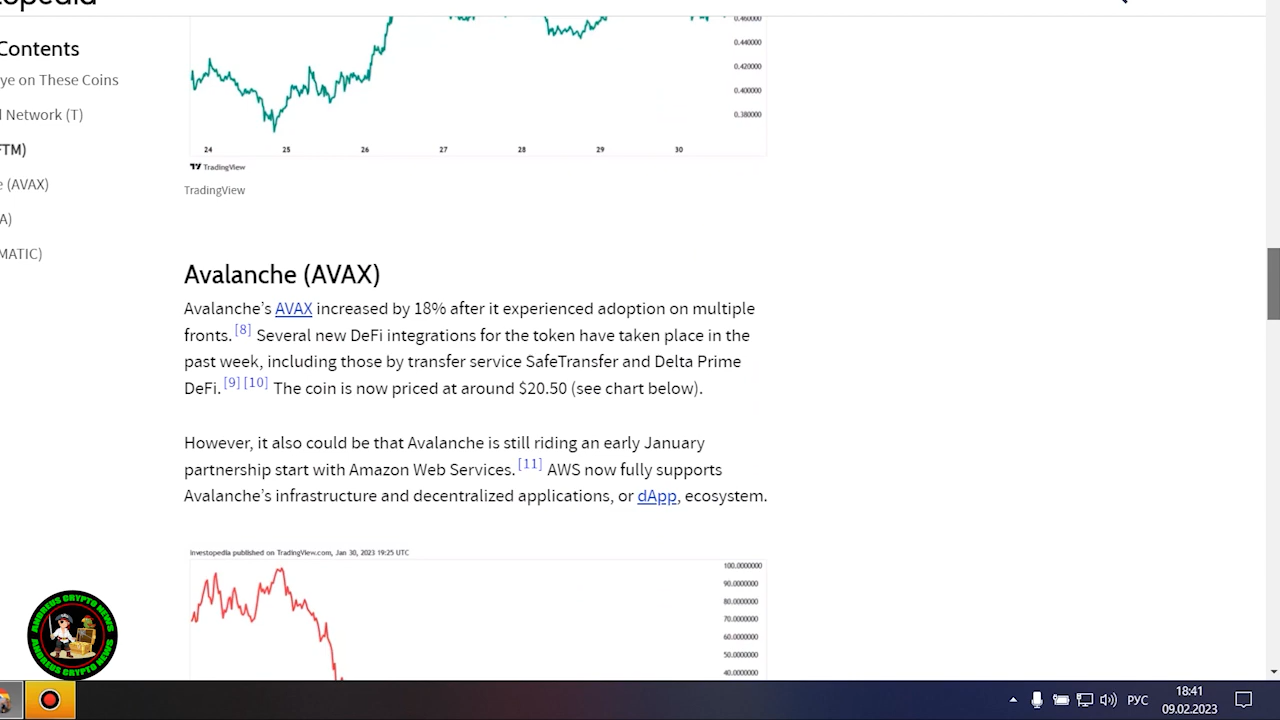 opedia
Contents
ye on These Coins
l Network (T)
FTM)
e (AVAX)
A)
MATIC)
0.460000
0.440000
0.420000
0.400000
0.380000
24 25 26 27 28 29 30
TradingView
TradingView
Avalanche (AVAX)
Avalanche’s AVAX increased by 18% after it experienced adoption on multiple
fronts.[8] Several new DeFi integrations for the token have taken place in the
past week, including those by transfer service SafeTransfer and Delta Prime
DeFi.[9][10] The coin is now priced at around $20.50 (see chart below).
However, it also could be that Avalanche is still riding an early January
partnership start with Amazon Web Services.[11] AWS now fully supports
Avalanche’s infrastructure and decentralized applications, or dApp, ecosystem.
Investopedia published on TradingView.com, Jan 30, 2023 19:25 UTC
100.0000000
90.0000000
80.0000000
70.0000000
60.0000000
50.0000000
40.0000000
ANDREUS CRYPTO NEWS
ANDREUS CRYPTO NEWS
РУС
18:41
09.02.2023